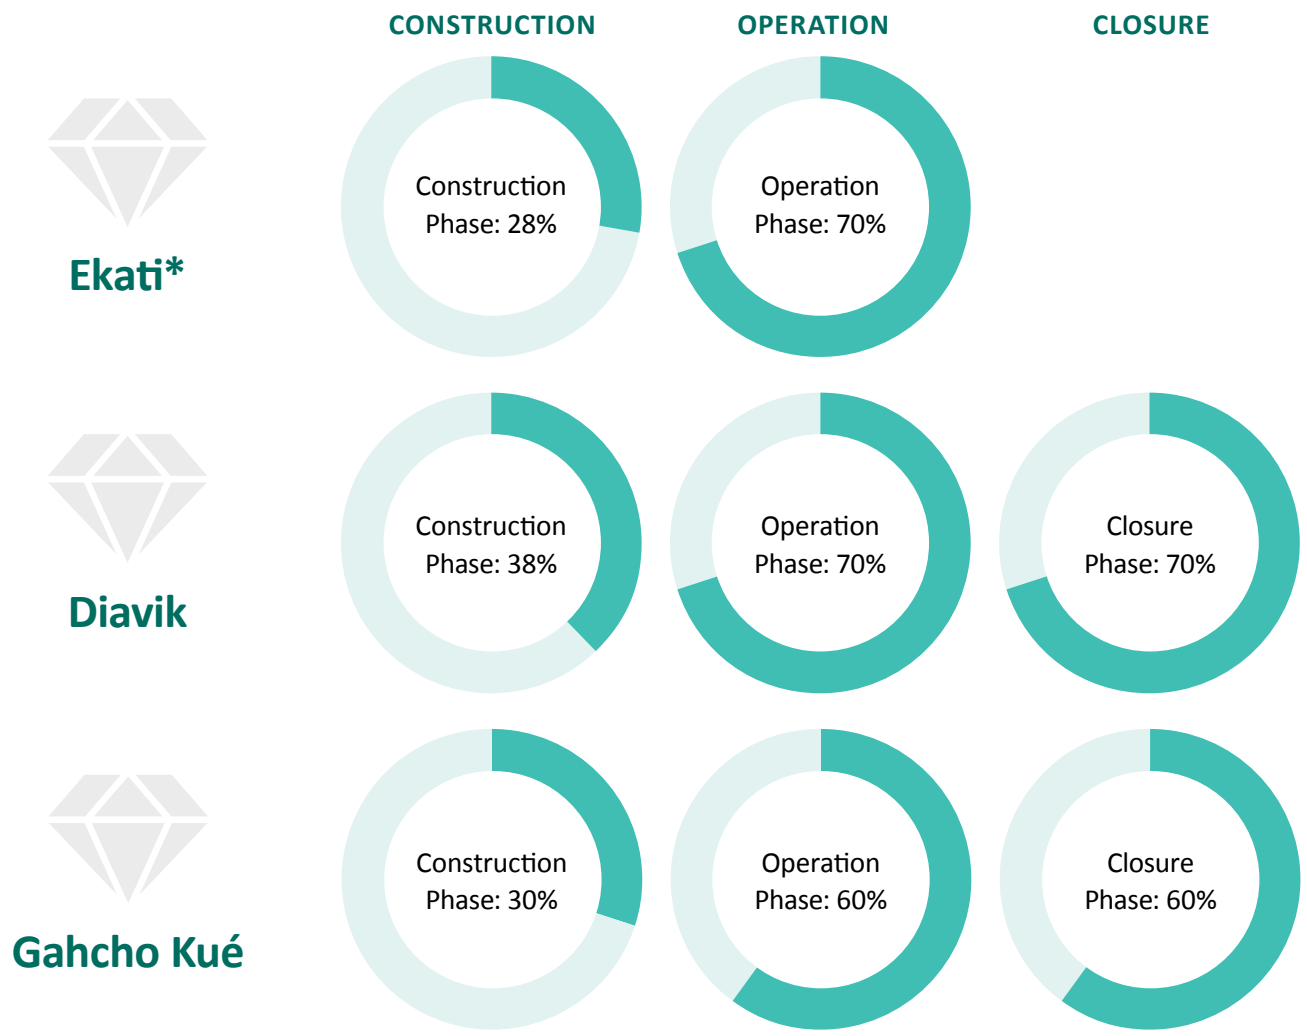 CONSTRUCTION
OPERATION
CLOSURE
Ekati*
Construction
Phase: 28%
Operation
Phase: 70%
Diavik
Construction
Phase: 38%
Operation
Phase: 70%
Closure
Phase: 70%
Gahcho Kué
Construction
Phase: 30%
Operation
Phase: 60%
Closure
Phase: 60%